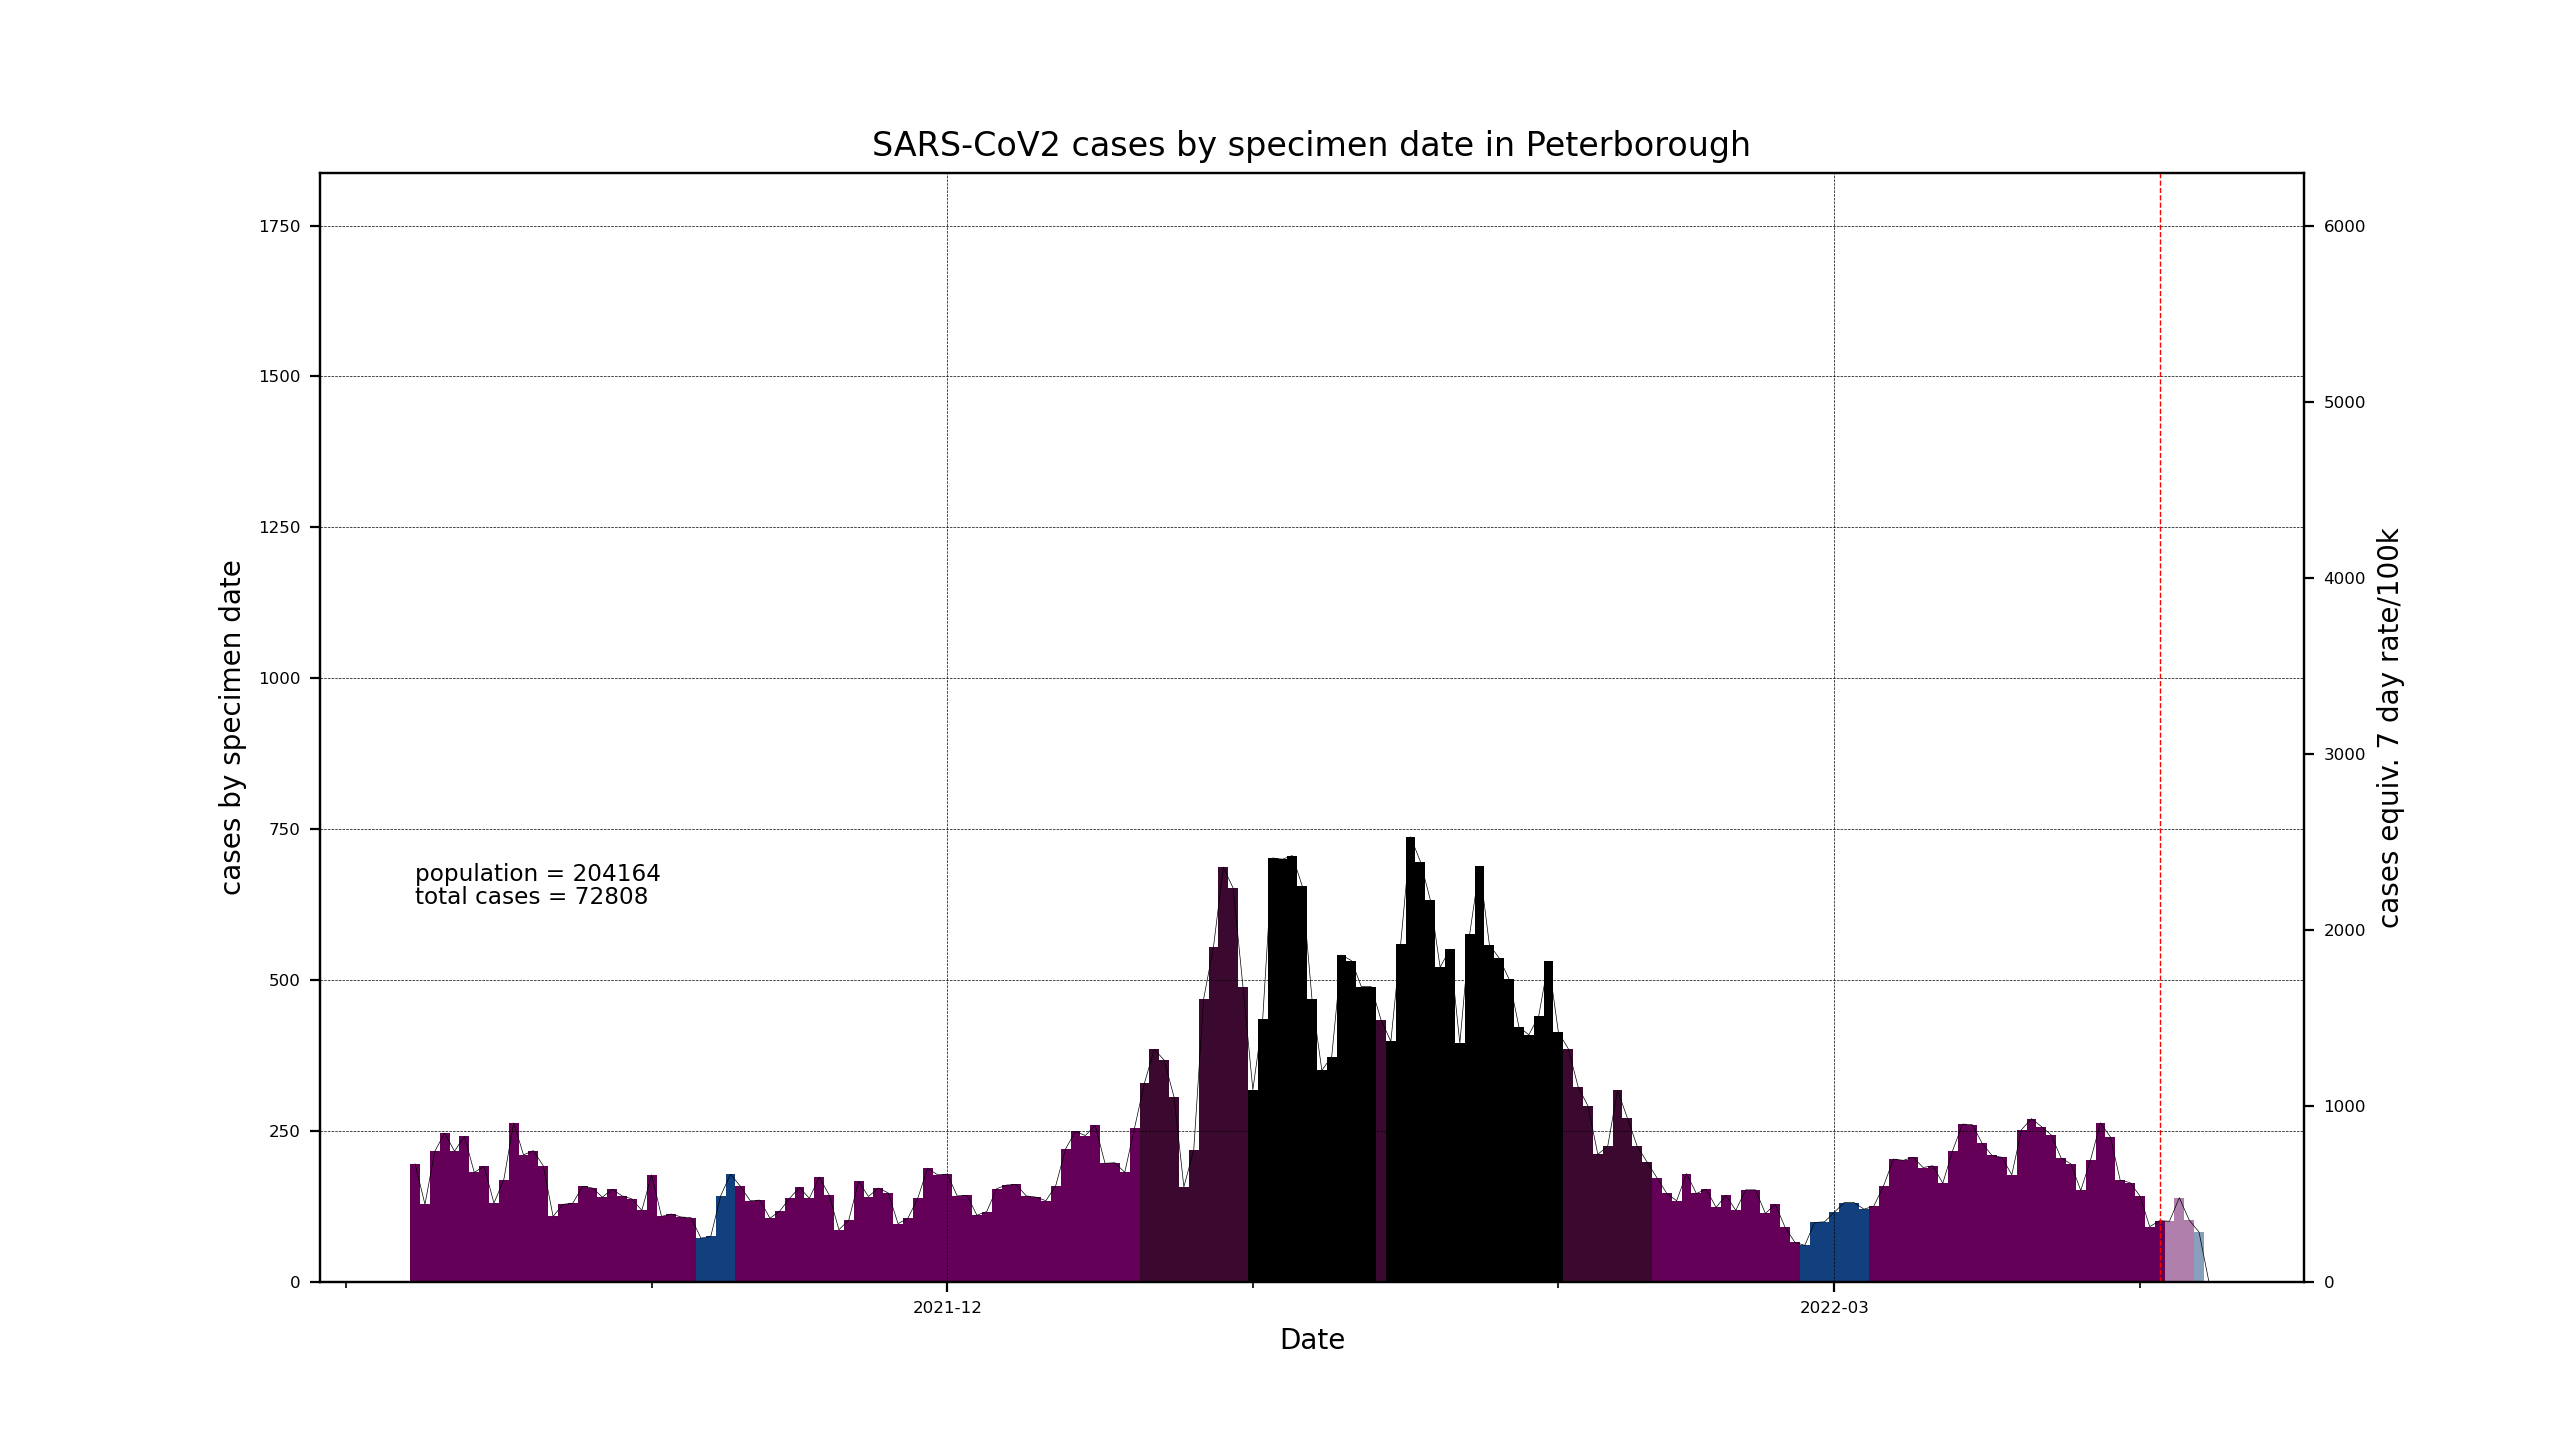 SARS-CoV2 cases by specimen date in Peterborough
cases by specimen date
1750
1500
1250
1000
750
500
250
0
population = 204164
total cases = 72808
6000
5000
4000
3000
2000
1000
0
cases equiv. 7 day rate/100k
2021-12
2022-03
Date